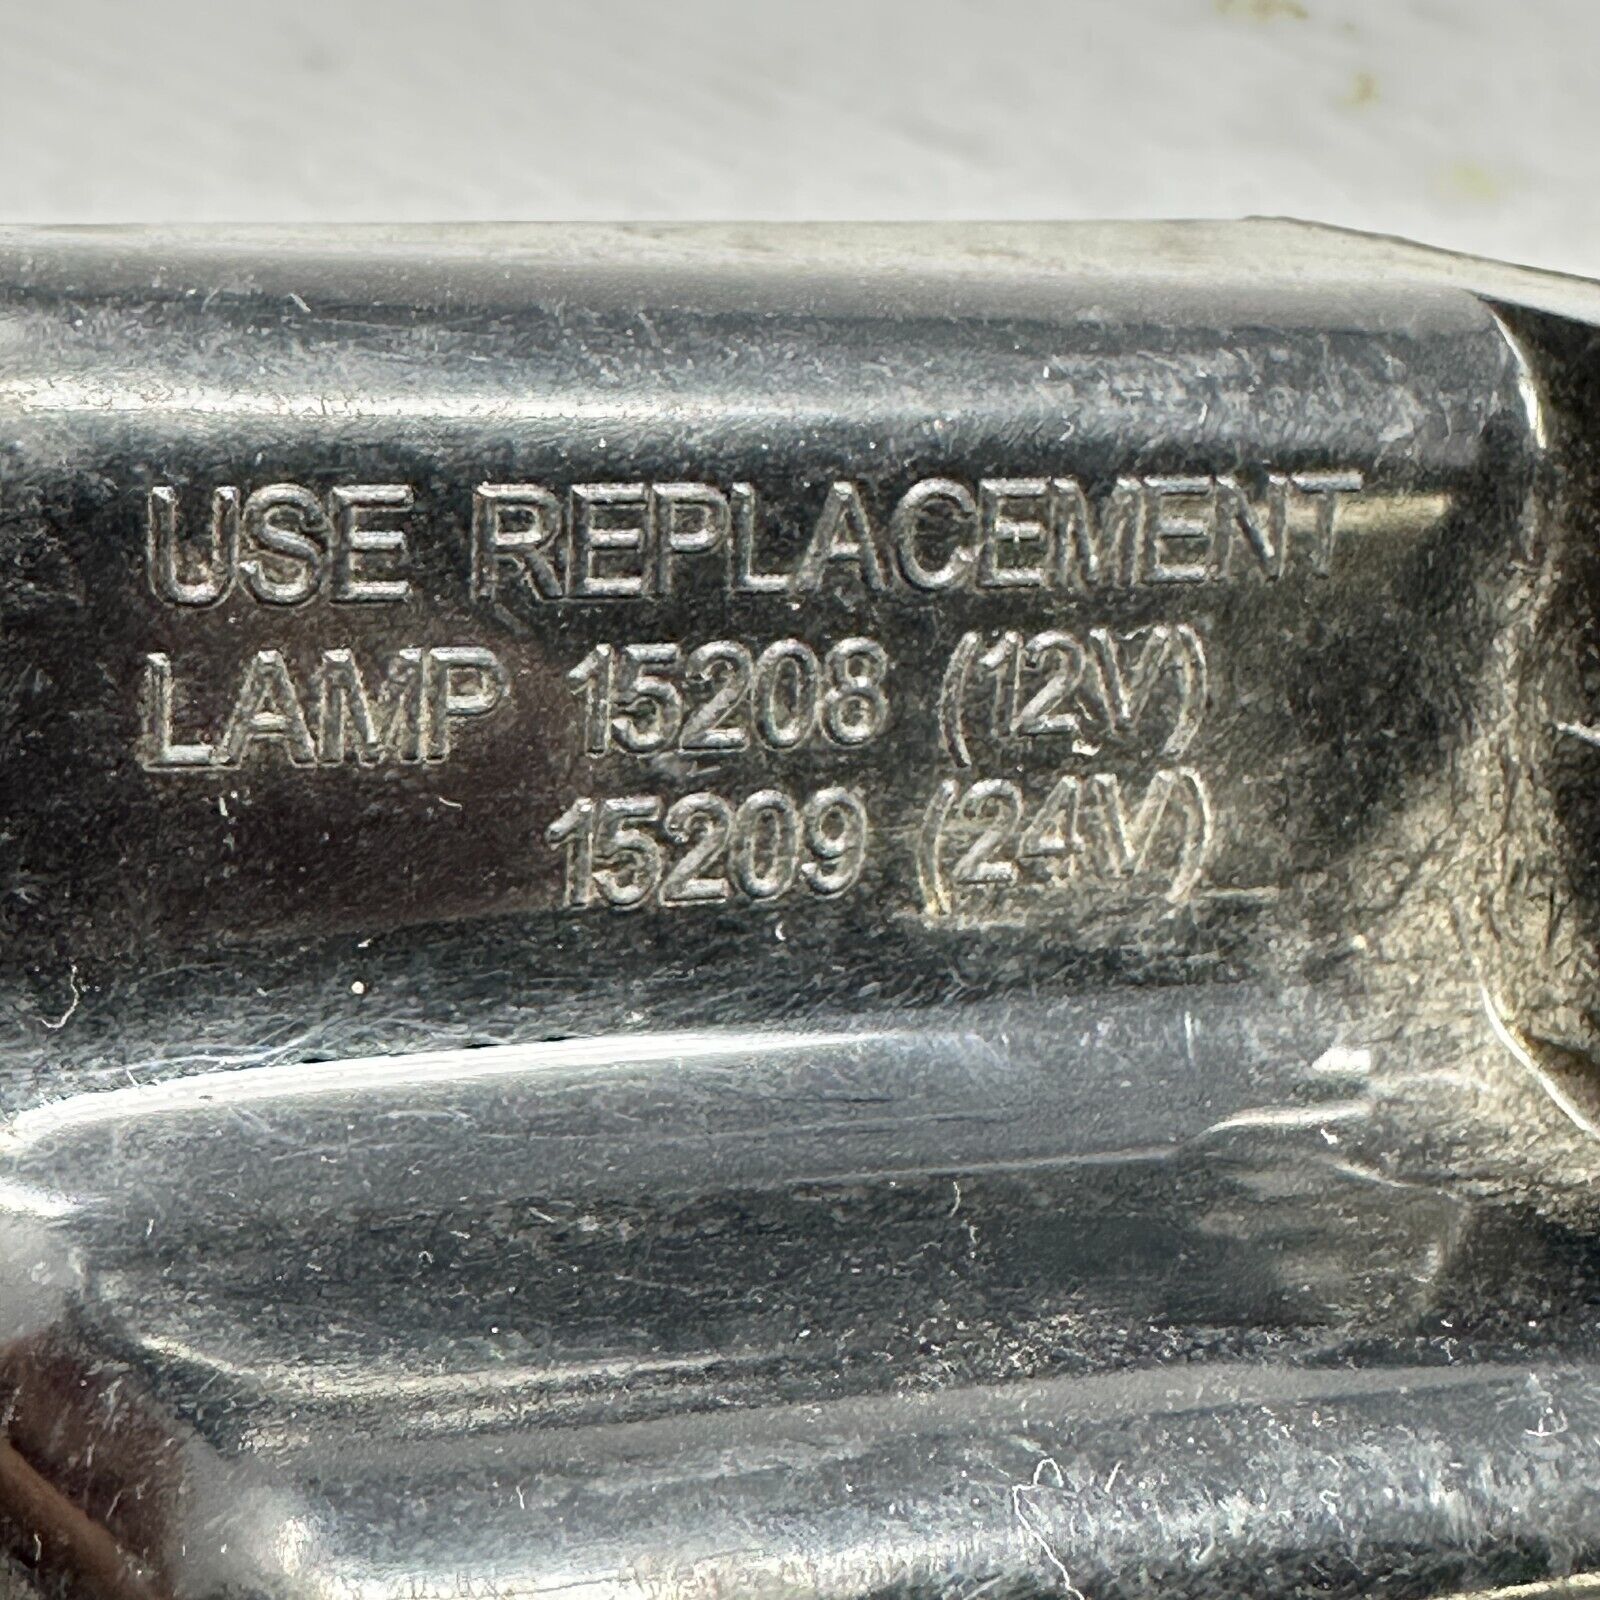 USE REPLACEMENT
LAMP 15208 (12V)
15209 (24V)